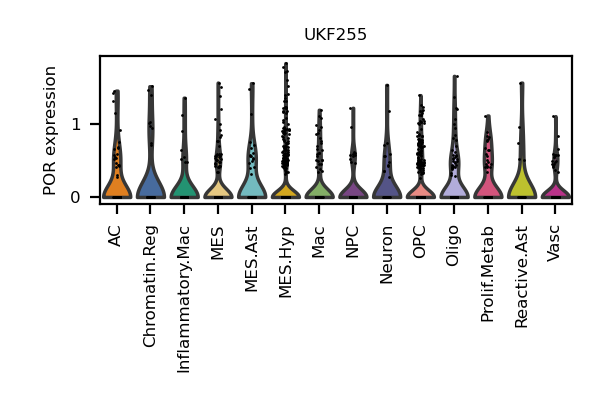 UKF255
POR expression
1
0
AC
Chromatin.Reg
Inflammatory.Mac
MES
MES.Ast
MES.Hyp
Mac
NPC
Neuron
OPC
Oligo
Prolif.Metab
Reactive.Ast
Vasc